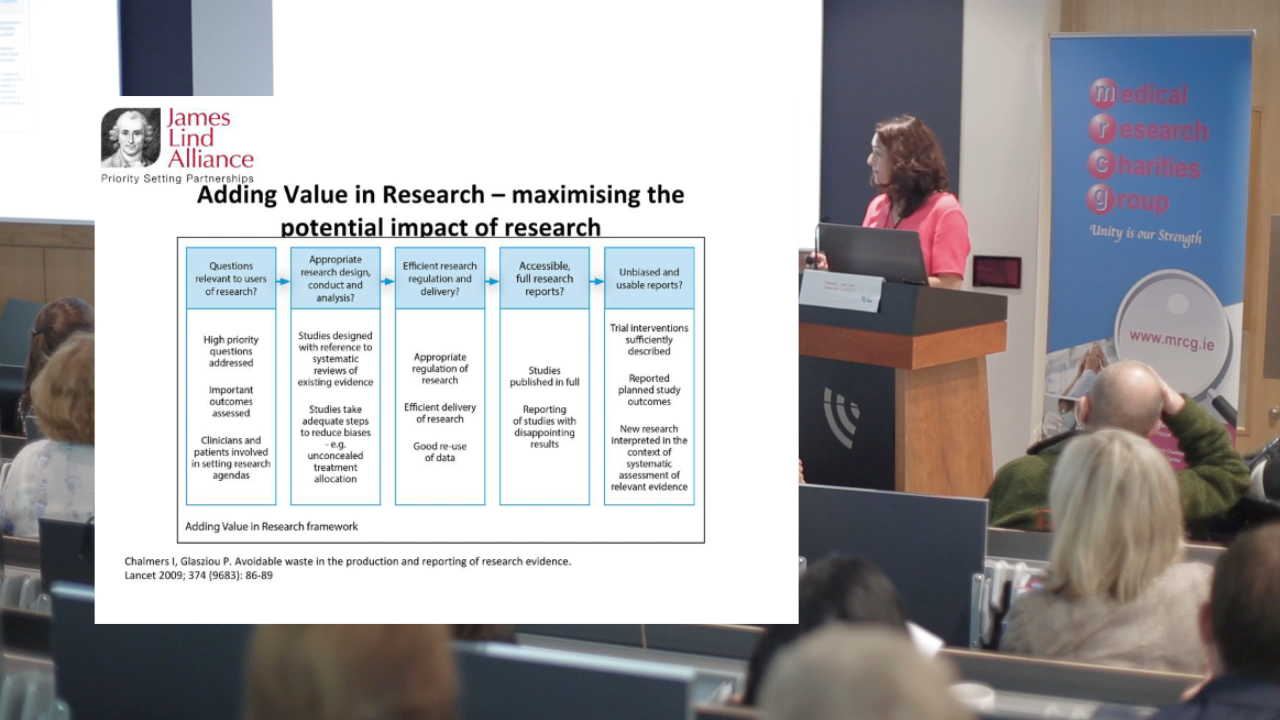 James
Lind
Alliance
Priority Setting Partnerships
Adding Value in Research – maximising the
potential impact of research
Questions
relevant to users
of research?
High priority
questions
addressed
Important
outcomes
assessed
Clinicians and
patients involved
in setting research
agendas
Appropriate
research design,
conduct and
analysis?
Studies designed
with reference to
systematic
reviews of
existing evidence
Studies take
adequate steps
to reduce biases
- e.g.
unconcealed
treatment
allocation
Efficient research
regulation and
delivery?
Appropriate
regulation of
research
Efficient delivery
of research
Good re-use
of data
Accessible,
full research
reports?
Studies
published in full
Reporting
of studies with
disappointing
results
Unbiased and
usable reports?
Trial interventions
sufficiently
described
Reported
planned study
outcomes
New research
interpreted in the
context of
systematic
assessment of
relevant evidence
Adding Value in Research framework
Chalmers I, Glasziou P. Avoidable waste in the production and reporting of research evidence.
Lancet 2009; 374 (9683): 86-89
medical
research
charities
group
Unity is our Strength
www.mrcg.ie